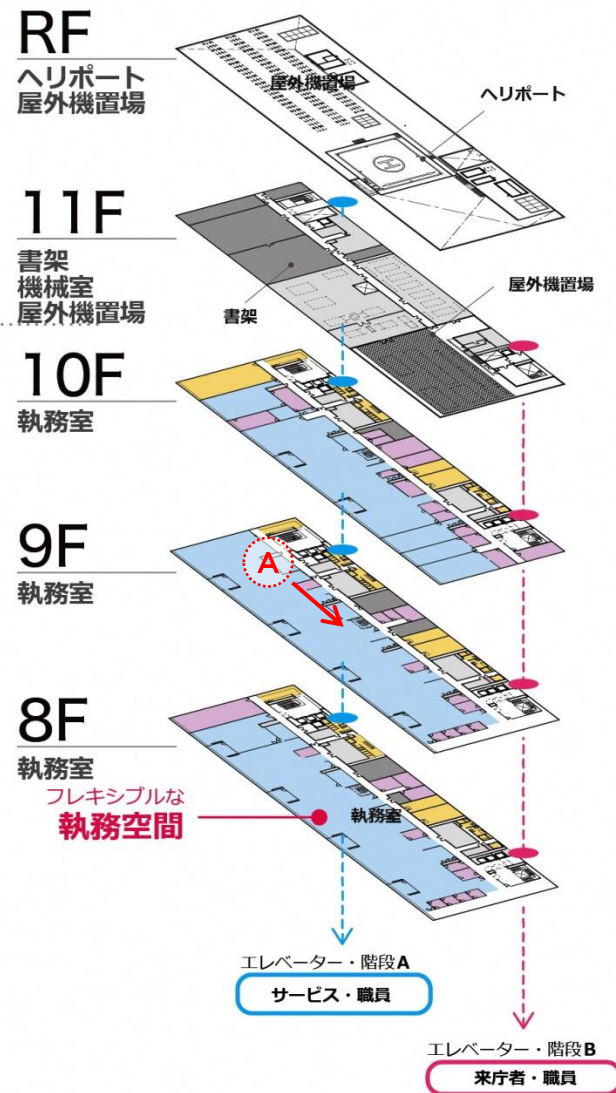 RF
ヘリポート
屋外機置場
屋外機置場
ヘリポート
H
11F
書架
機械室
屋外機置場
書架
屋外機置場
10F
執務室
9F
執務室
A
8F
執務室
フレキシブルな
執務空間
執務室
エレベーター・階段A
サービス・職員
エレベーター・階段B
来庁者・職員